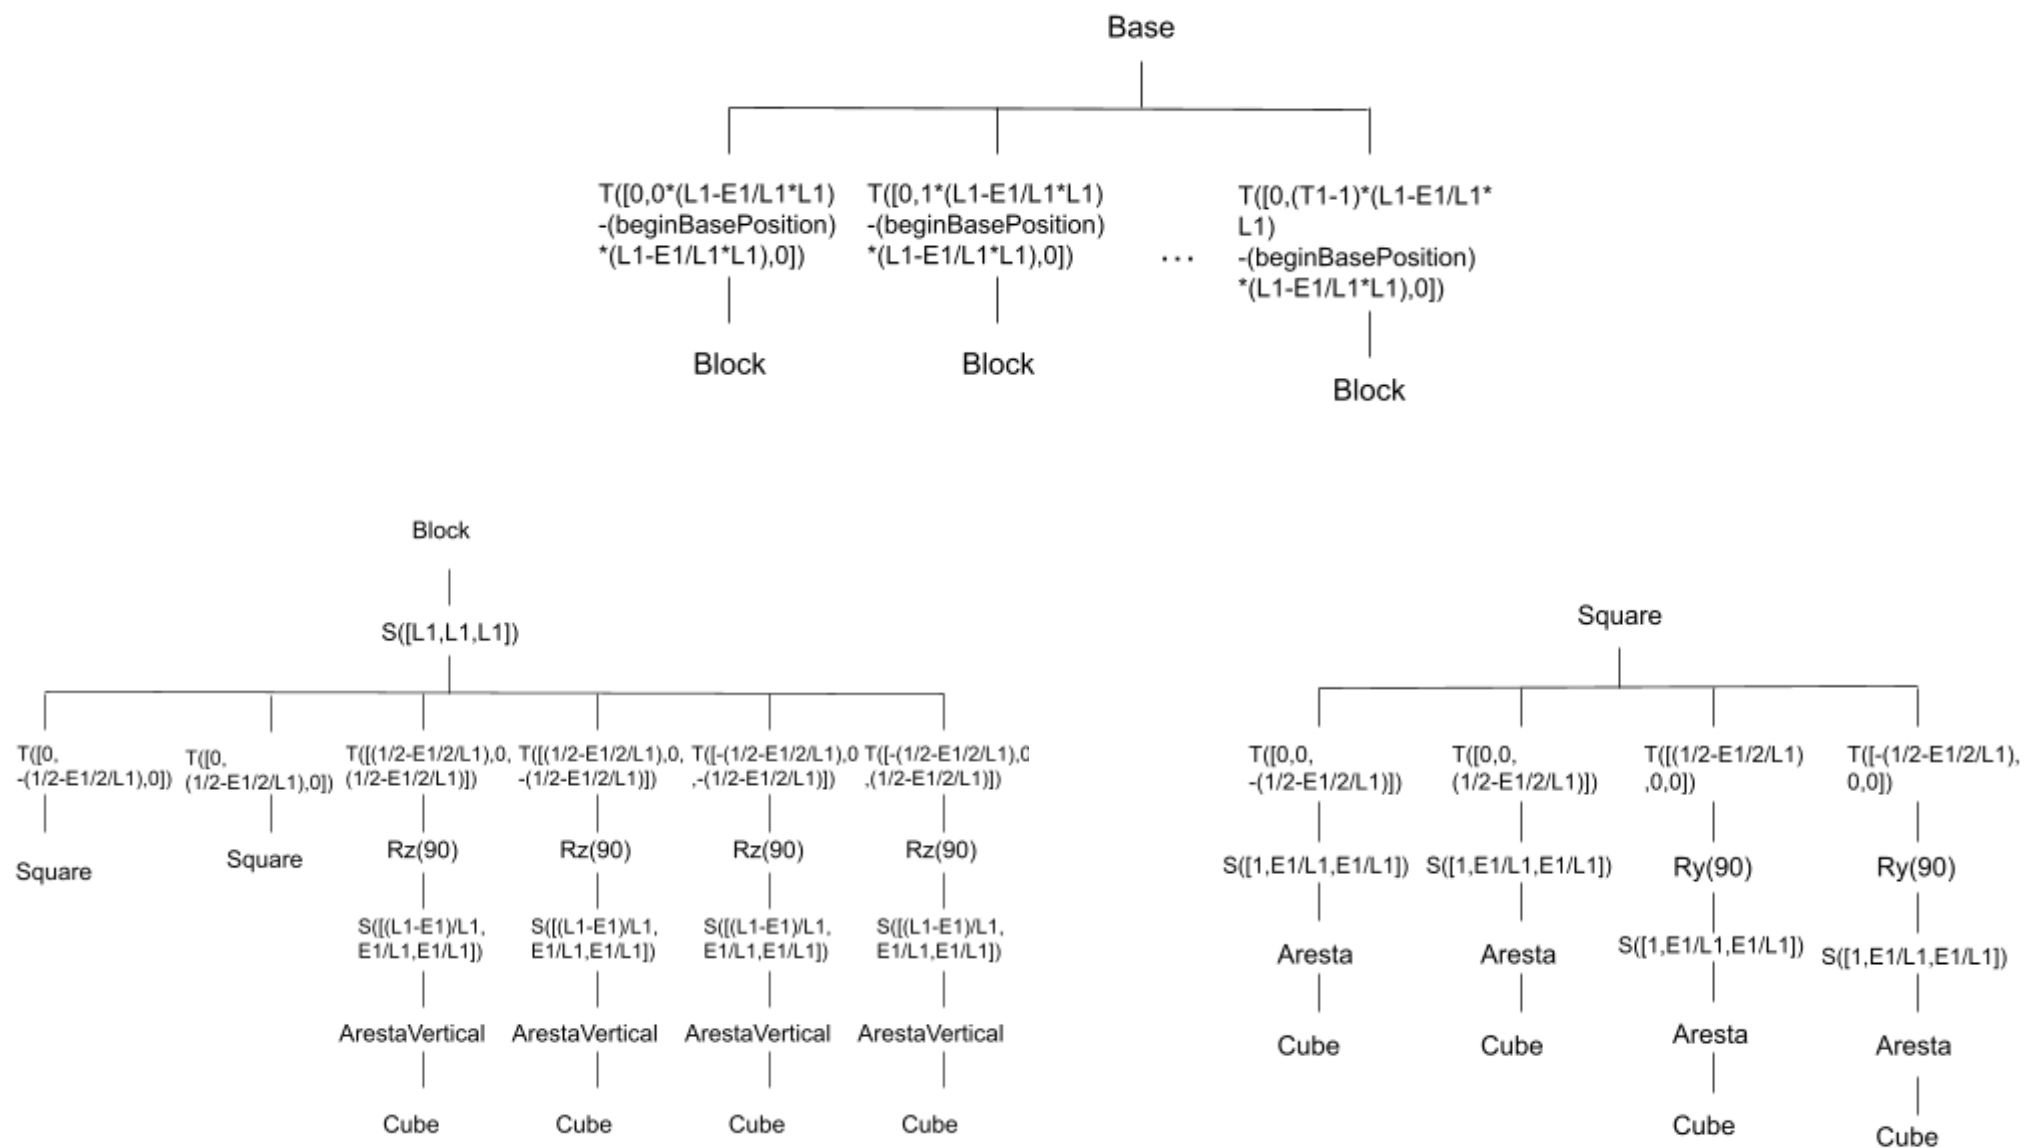 Base
T([0,0*(L1-E1/L1*L1)
-(beginBasePosition)
*(L1-E1/L1*L1),0])
T([0,1*(L1-E1/L1*L1)
-(beginBasePosition)
*(L1-E1/L1*L1),0])
...
T([0,(T1-1)*(L1-E1/L1*
L1)
-(beginBasePosition)
*(L1-E1/L1*L1),0])
Block
Block
Block
Block
S([L1,L1,L1])
T([0,
-(1/2-E1/2/L1),0])
T([0,
(1/2-E1/2/L1),0])
T([(1/2-E1/2/L1),0,
(1/2-E1/2/L1)])
T([(1/2-E1/2/L1),0,
-(1/2-E1/2/L1)])
T([-(1/2-E1/2/L1),0
,-(1/2-E1/2/L1)])
T([-(1/2-E1/2/L1),0
,(1/2-E1/2/L1)])
Square
Square
Rz(90)
Rz(90)
Rz(90)
Rz(90)
S([(L1-E1)/L1,
E1/L1,E1/L1])
S([(L1-E1)/L1,
E1/L1,E1/L1])
S([(L1-E1)/L1,
E1/L1,E1/L1])
S([(L1-E1)/L1,
E1/L1,E1/L1])
ArestaVertical
ArestaVertical
ArestaVertical
ArestaVertical
Cube
Cube
Cube
Cube
Square
T([0,0,
-(1/2-E1/2/L1)])
T([0,0,
(1/2-E1/2/L1)])
T([(1/2-E1/2/L1)
,0,0])
T([-(1/2-E1/2/L1),
0,0])
S([1,E1/L1,E1/L1])
S([1,E1/L1,E1/L1])
Ry(90)
Ry(90)
Aresta
Aresta
S([1,E1/L1,E1/L1])
S([1,E1/L1,E1/L1])
Cube
Cube
Aresta
Aresta
Cube
Cube